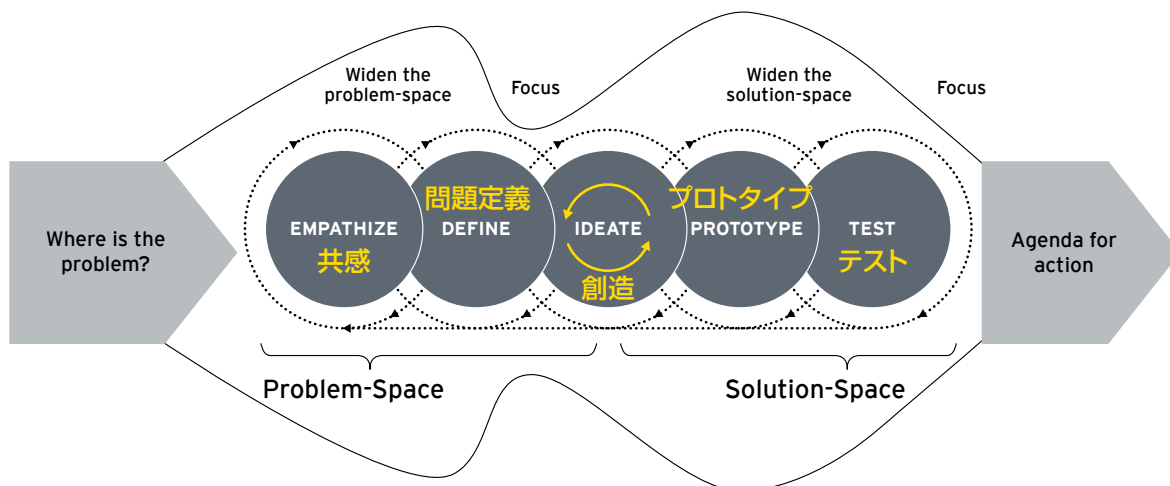 Where is the
problem?
Widen the
problem-space
Focus
Widen the
solution-space
Focus
EMPATHIZE
共感
問題定義
DEFINE
IDEATE
創造
プロトタイプ
PROTOTYPE
TEST
テスト
Problem-Space
Solution-Space
Agenda for
action